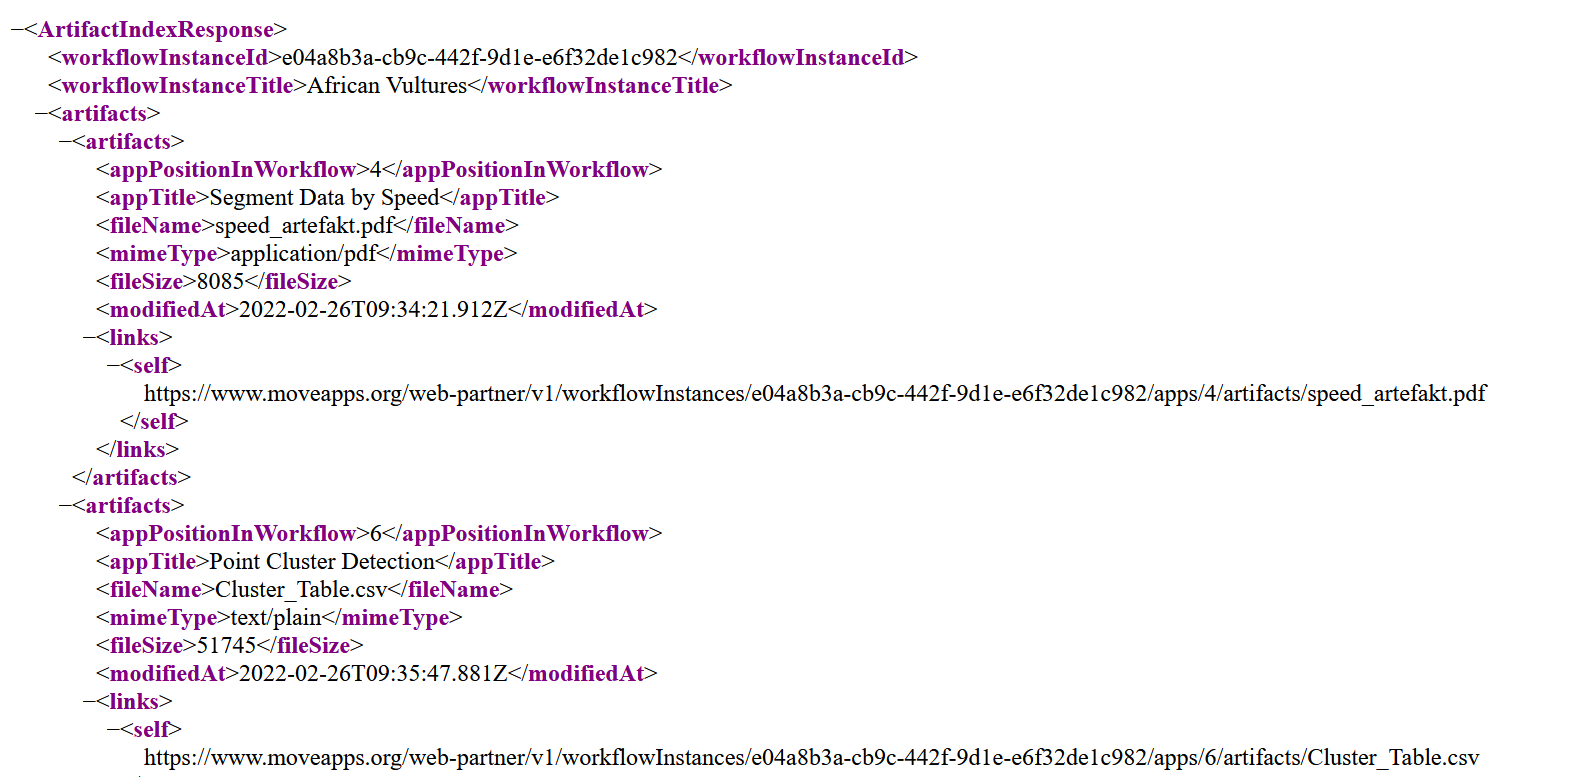 –<ArtifactIndexResponse>
<workflowInstanceId>e04a8b3a-cb9c-442f-9d1e-e6f32de1c982</workflowInstanceId>
<workflowInstanceTitle>African Vultures</workflowInstanceTitle>
–<artifacts>
–<artifacts>
<appPositionInWorkflow>4</appPositionInWorkflow>
<appTitle>Segment Data by Speed</appTitle>
<fileName>speed_artefakt.pdf</fileName>
<mimeType>application/pdf</mimeType>
<fileSize>8085</fileSize>
<modifiedAt>2022-02-26T09:34:21.912Z</modifiedAt>
–<links>
–<self>
https://www.moveapps.org/web-partner/v1/workflowInstances/e04a8b3a-cb9c-442f-9d1e-e6f32de1c982/apps/4/artifacts/speed_artefakt.pdf
</self>
</links>
</artifacts>
–<artifacts>
<appPositionInWorkflow>6</appPositionInWorkflow>
<appTitle>Point Cluster Detection</appTitle>
<fileName>Cluster_Table.csv</fileName>
<mimeType>text/plain</mimeType>
<fileSize>51745</fileSize>
<modifiedAt>2022-02-26T09:35:47.881Z</modifiedAt>
–<links>
–<self>
https://www.moveapps.org/web-partner/v1/workflowInstances/e04a8b3a-cb9c-442f-9d1e-e6f32de1c982/apps/6/artifacts/Cluster_Table.csv